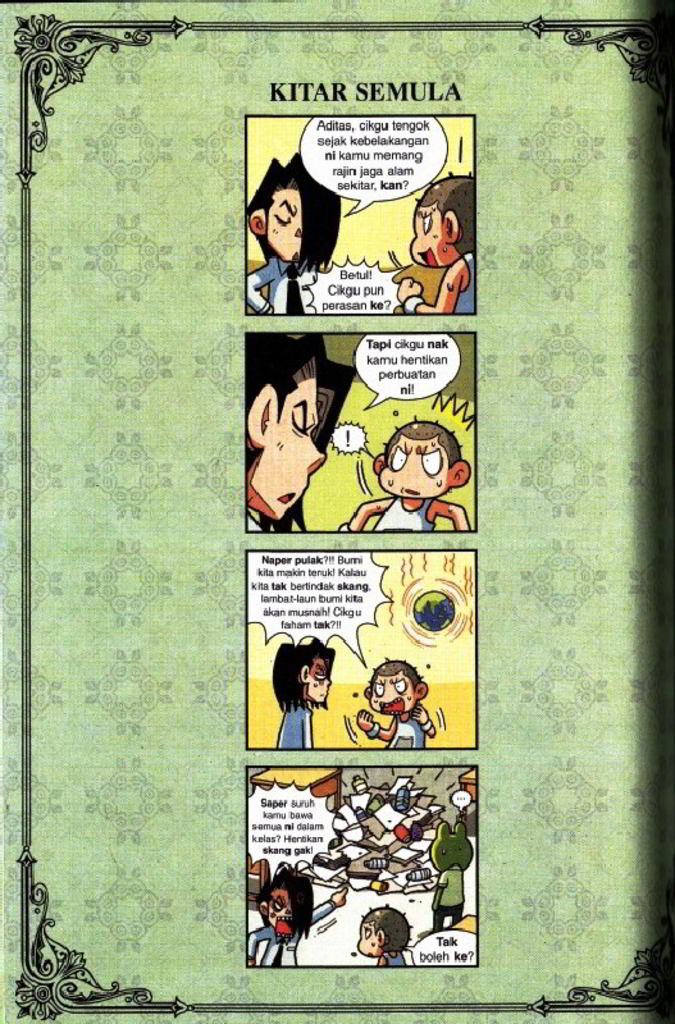 KITAR SEMULA
Aditas, cikgu tengok
sejak kebelakangan
ni kamu memang
rajin jaga alam
sekitar, kan?
Betul!
Cikgu pun
perasan ke?
Tapi cikgu nak
kamu hentikan
perbuatan
ni!
!
Naper pulak?!! Bumi
kita makin teruk! Kalau
kita tak bertindak skang,
lambat-laun bumi kita
akan musnah! Cikgu
faham tak?!!
Saper suruh
kamu bawa
semua ni dalam
kelas? Hentikan
skang gak!
...
Tak
boleh ke?